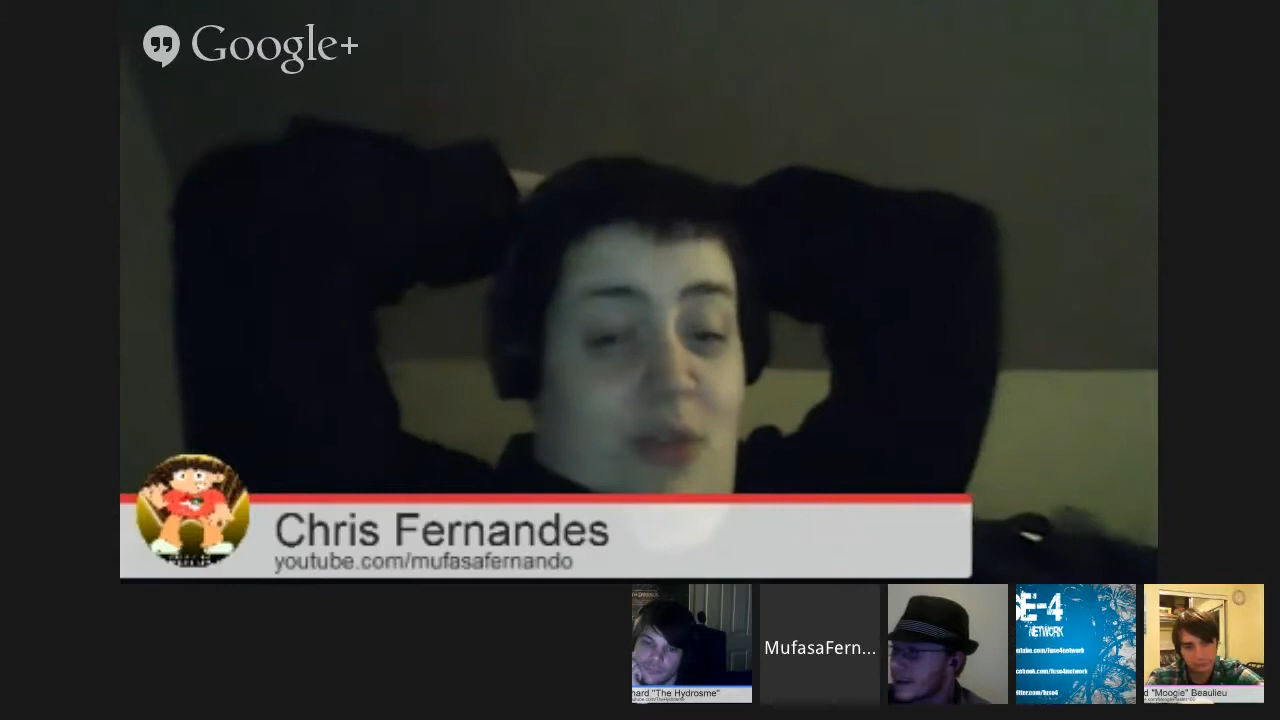 Google+
Chris Fernandes
youtube.com/mufasafernando
MufasaFern...
E-4
NETWORK
hard "The Hydrosme"
d "Moogie" Beaulieu